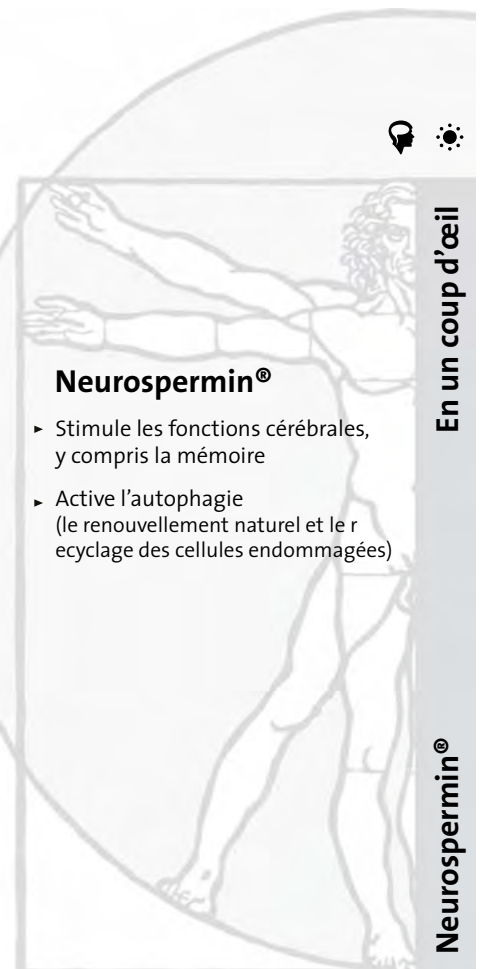 En un coup d’œil
Neurospermin®
► Stimule les fonctions cérébrales,
y compris la mémoire
► Active l’autophagie
(le renouvellement naturel et le r
ecyclage des cellules endommagées)
Neurospermin®